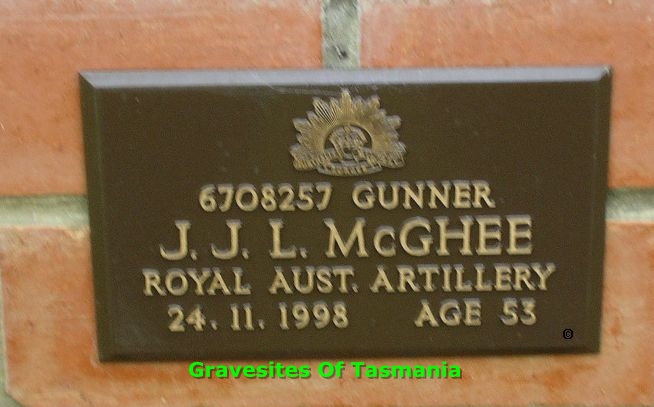 6708257 GUNNER
J. J. L. McGHEE
ROYAL AUST. ARTILLERY
24. 11. 1998 AGE 53
©
Gravesites Of Tasmania